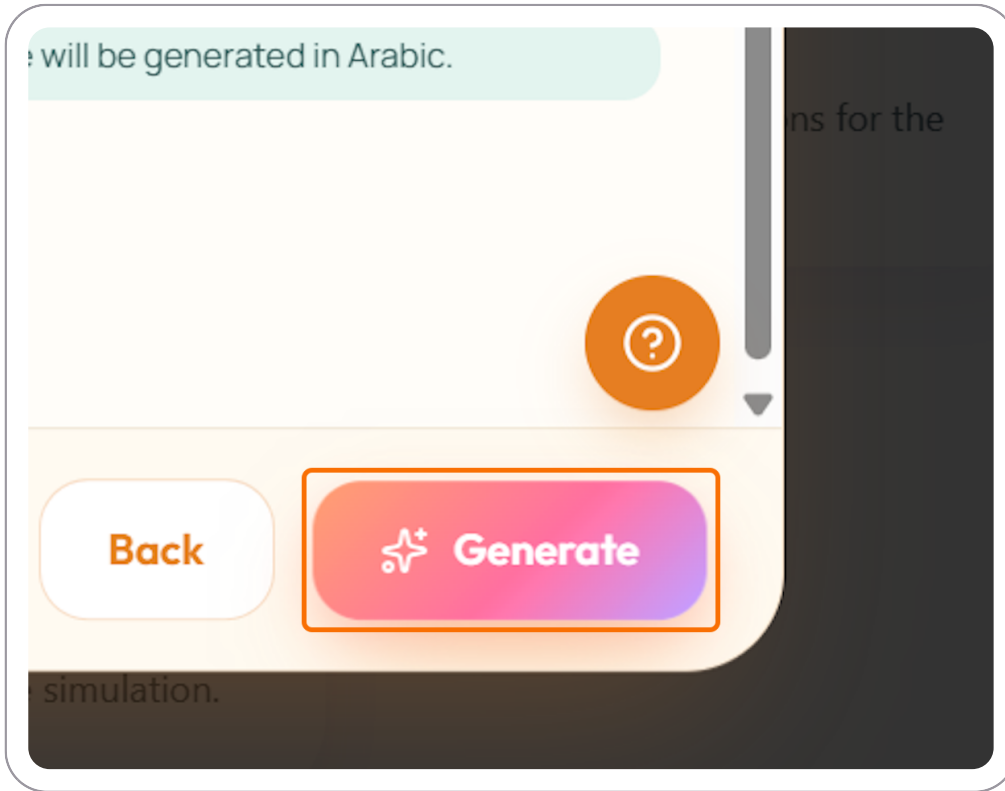 will be generated in Arabic.
ns for the
Back
Generate
simulation.